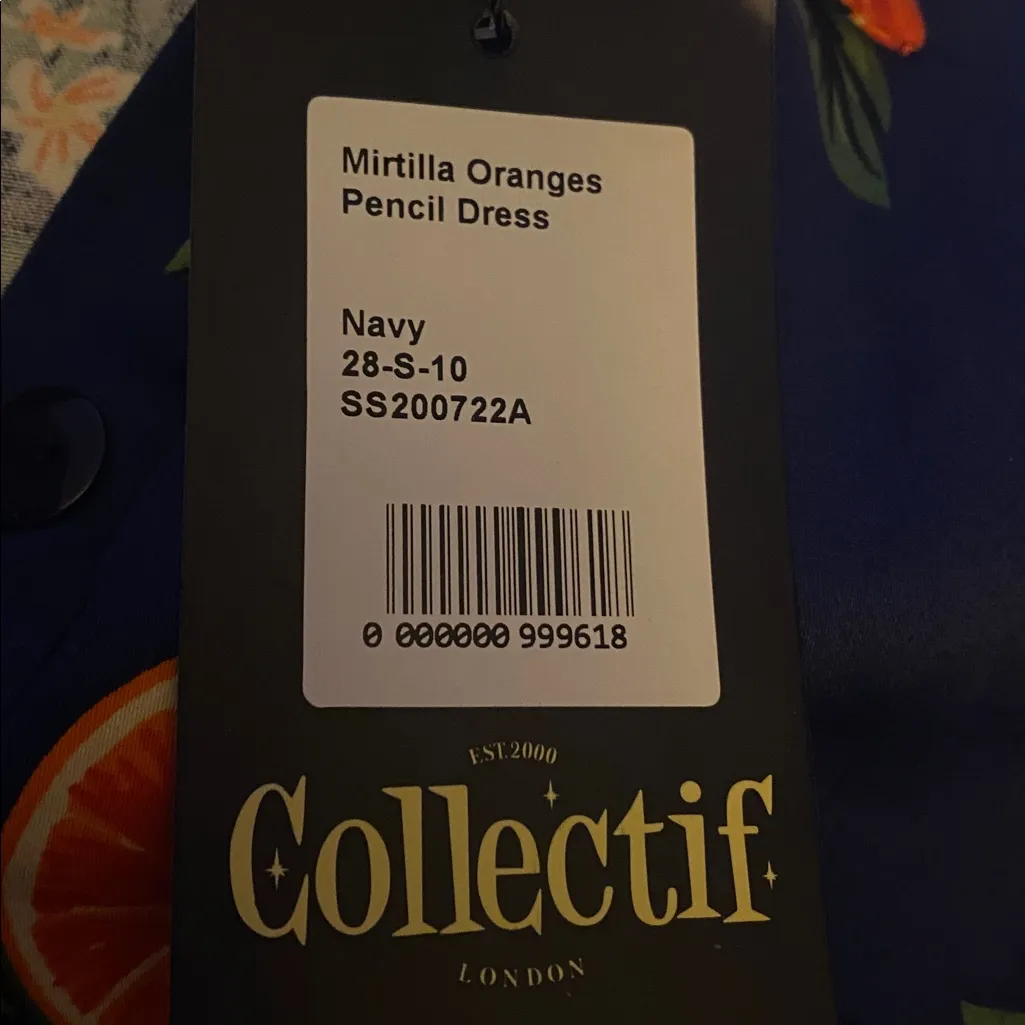 Mirtilla Oranges
Pencil Dress
Navy
28-S-10
SS200722A
0 000000 999618
EST.2000
Collectif
LONDON